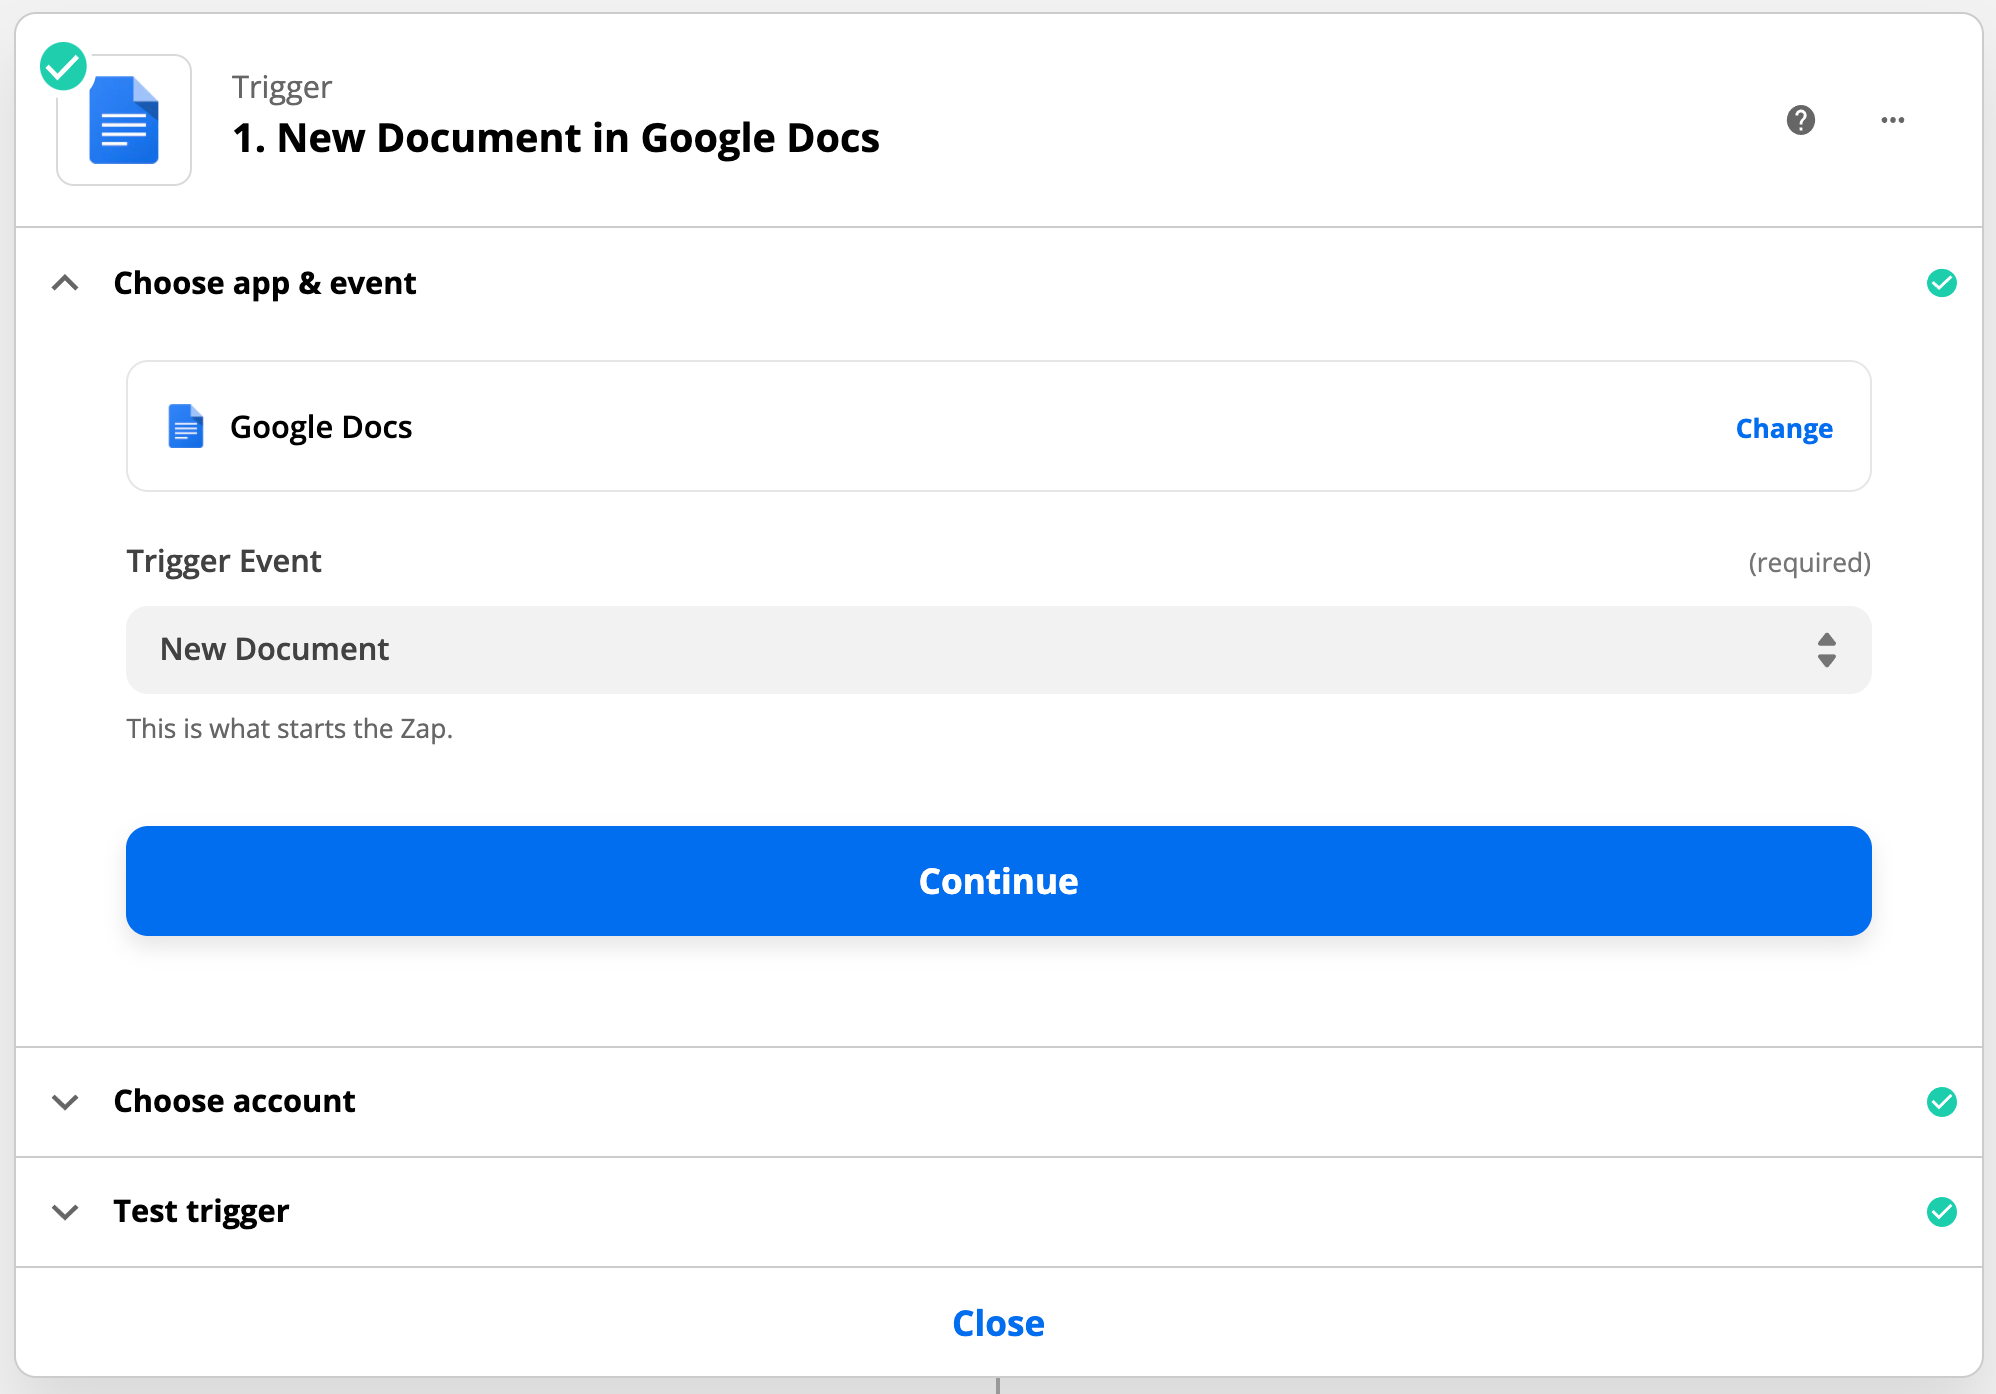 Trigger
1. New Document in Google Docs
Choose app & event
Google Docs
Change
Trigger Event
(required)
New Document
This is what starts the Zap.
Continue
Choose account
Test trigger
Close